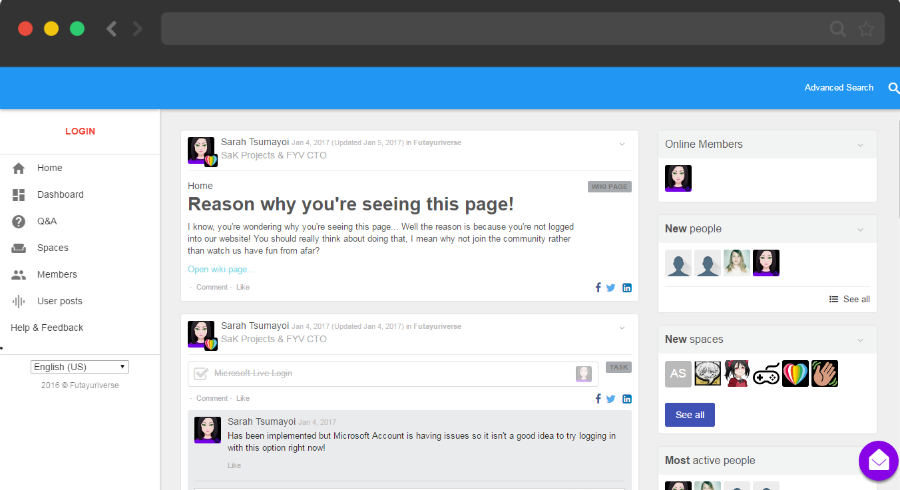 Advanced Search
LOGIN
Home
Dashboard
Q&A
Spaces
Members
User posts
Help & Feedback
English (US)
2016 © Futayuriverse
Sarah Tsumayoi Jan 4, 2017 (Updated Jan 5, 2017) in Futayuriverse
SaK Projects & FYV CTO
Home
WIKI PAGE
Reason why you're seeing this page!
I know, you're wondering why you're seeing this page... Well the reason is because you're not logged
into our website! You should really think about doing that, I mean why not join the community rather
than watch us have fun from afar?
Open wiki page...
· Comment · Like
Sarah Tsumayoi Jan 4, 2017 (Updated Jan 4, 2017) in Futayuriverse
SaK Projects & FYV CTO
Microsoft Live Login
TASK
· Comment · Like
Sarah Tsumayoi Jan 4, 2017
Has been implemented but Microsoft Account is having issues so it isn't a good idea to try logging in
with this option right now!
Like
Online Members
New people
See all
New spaces
AS
See all
Most active people